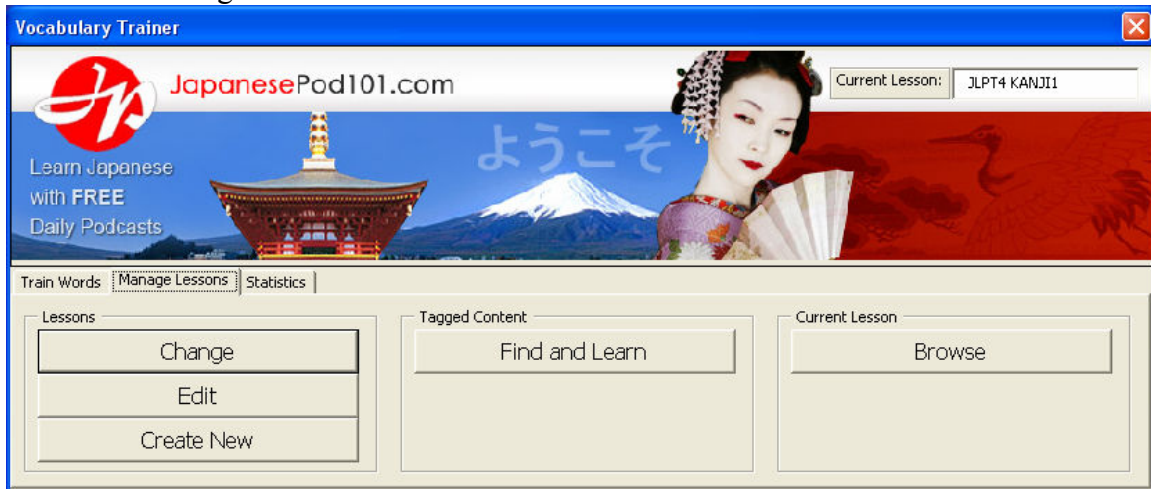 Vocabulary Trainer
JapanesePod101.com
Current Lesson: JLPT4 KANJI1
ようこそ
Learn Japanese
with FREE
Daily Podcasts
Train Words Manage Lessons Statistics
Lessons Tagged Content Current Lesson
Change Find and Learn Browse
Edit
Create New